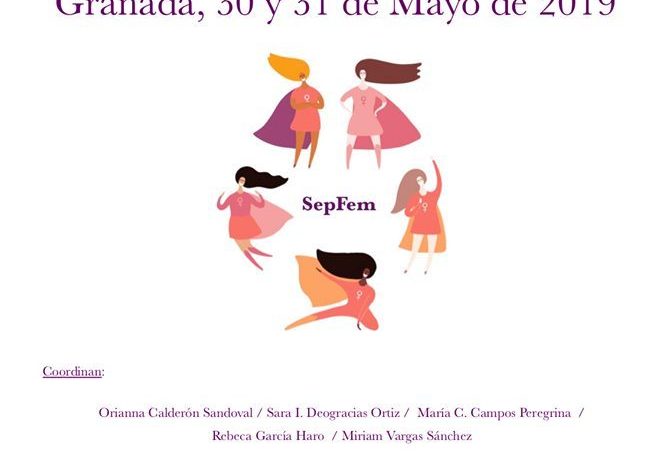 Granada, 30 y 31 de Mayo de 2019
SepFem
Coordinan:
Orianna Calderón Sandoval / Sara I. Deogracias Ortiz / María C. Campos Peregrina /
Rebeca García Haro / Miriam Vargas Sánchez